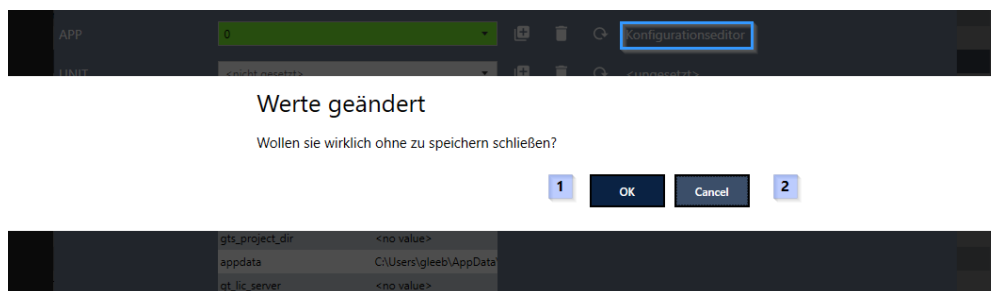 APP 0 Konfigurationseditor
UNIT <nicht gesetzt> <ungesetzt>
Werte geändert
Wollen sie wirklich ohne zu speichern schließen?
1 OK Cancel 2
gts_project_dir <no value>
appdata C:\Users\gleeb\AppData\
gt_lic_server <no value>